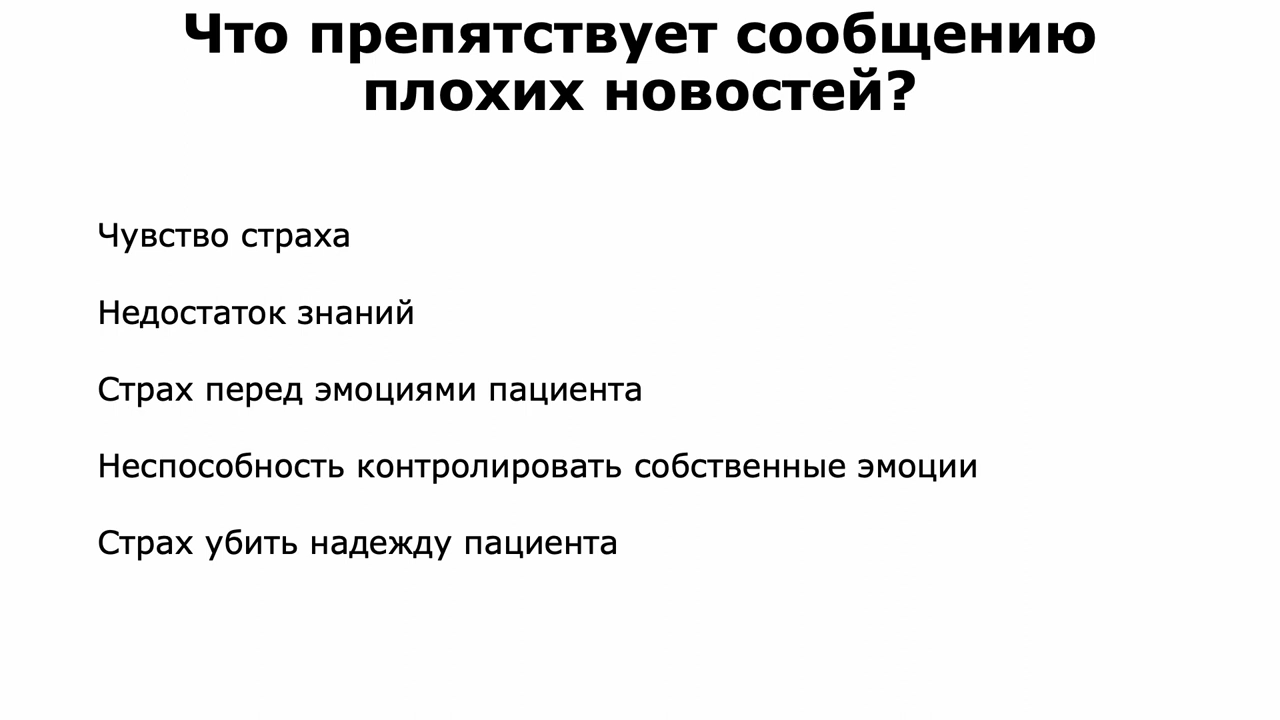 Что препятствует сообщению
плохих новостей?
Чувство страха
Недостаток знаний
Страх перед эмоциями пациента
Неспособность контролировать собственные эмоции
Страх убить надежду пациента